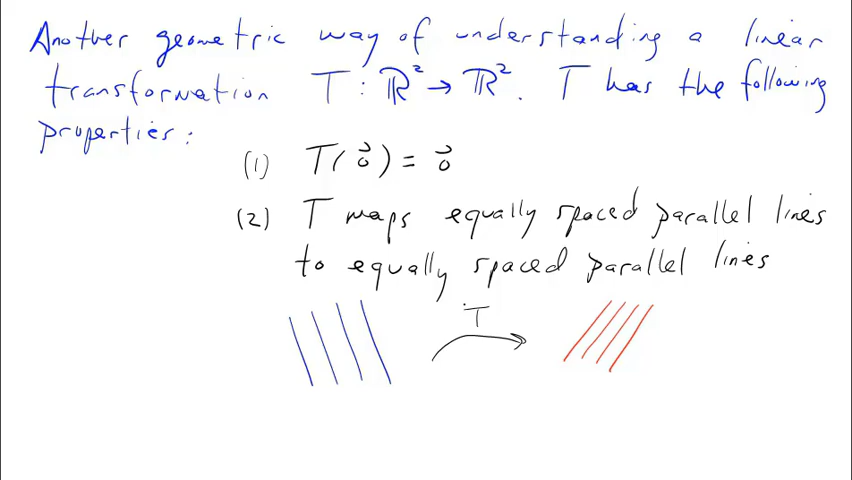 Another geometric way of understanding a linear
transformation T : ℝ² → ℝ². T has the following
properties:
(1) T(0⃗) = 0⃗
(2) T maps equally spaced parallel lines
to equally spaced parallel lines
T